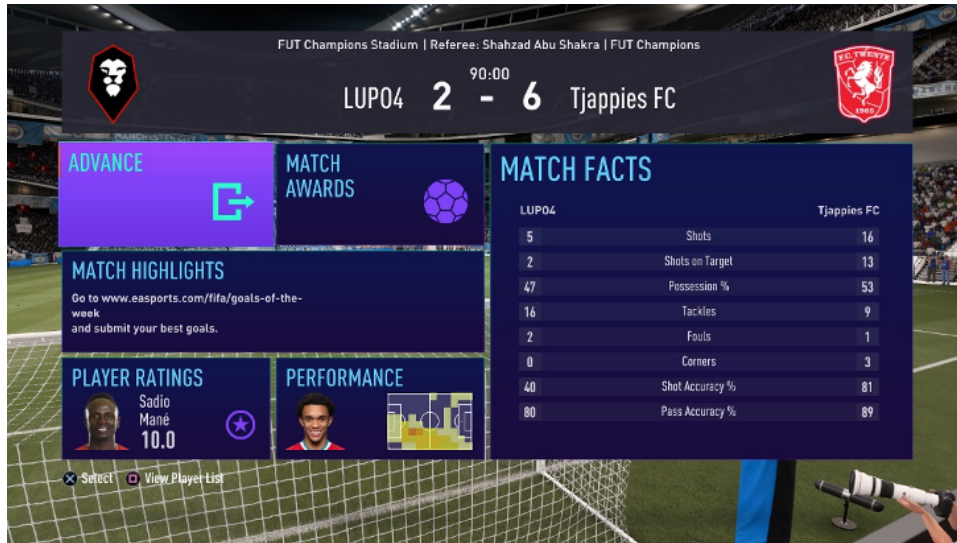 FUT Champions Stadium | Referee: Shahzad Abu Shakra | FUT Champions
90:00
LUP04 2 - 6 Tjappies FC
F.C. TWENTE
1965
MANCHESTER CITY
ADVANCE
MATCH
AWARDS
MATCH HIGHLIGHTS
Go to www.easports.com/fifa/goals-of-the-
week
and submit your best goals.
PLAYER RATINGS
Sadio
Mané
10.0
PERFORMANCE
MATCH FACTS
LUP04 Tjappies FC
5 Shots 16
2 Shots on Target 13
47 Possession % 53
16 Tackles 9
2 Fouls 1
0 Corners 3
40 Shot Accuracy % 81
80 Pass Accuracy % 89
Select View Player List